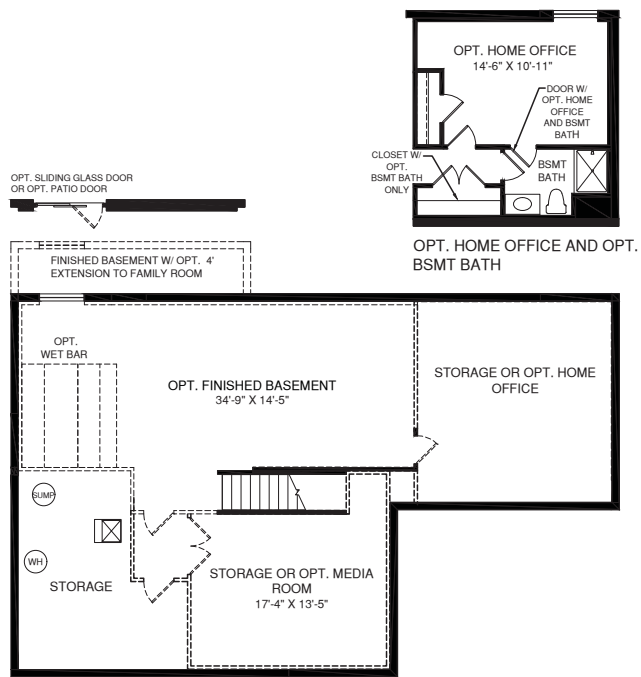 OPT. HOME OFFICE
14'-6" X 10'-11"
DOOR W/
OPT. HOME
OFFICE
AND BSMT
BATH
CLOSET W/
OPT.
BSMT BATH
ONLY
BSMT
BATH
OPT. HOME OFFICE AND OPT.
BSMT BATH
OPT. SLIDING GLASS DOOR
OR OPT. PATIO DOOR
FINISHED BASEMENT W/ OPT. 4'
EXTENSION TO FAMILY ROOM
OPT.
WET BAR
OPT. FINISHED BASEMENT
34'-9" X 14'-5"
STORAGE OR OPT. HOME
OFFICE
SUMP
WH
STORAGE
STORAGE OR OPT. MEDIA
ROOM
17'-4" X 13'-5"